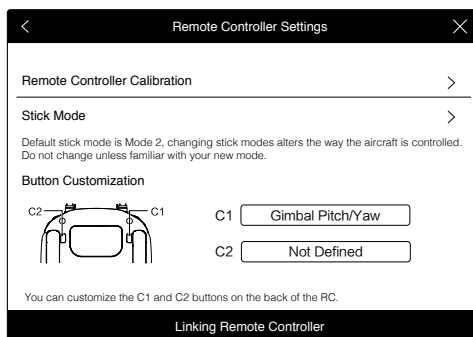 Remote Controller Settings
Remote Controller Calibration
Stick Mode
Default stick mode is Mode 2, changing stick modes alters the way the aircraft is controlled.
Do not change unless familiar with your new mode.
Button Customization
C2 C1
C1 Gimbal Pitch/Yaw
C2 Not Defined
You can customize the C1 and C2 buttons on the back of the RC.
Linking Remote Controller